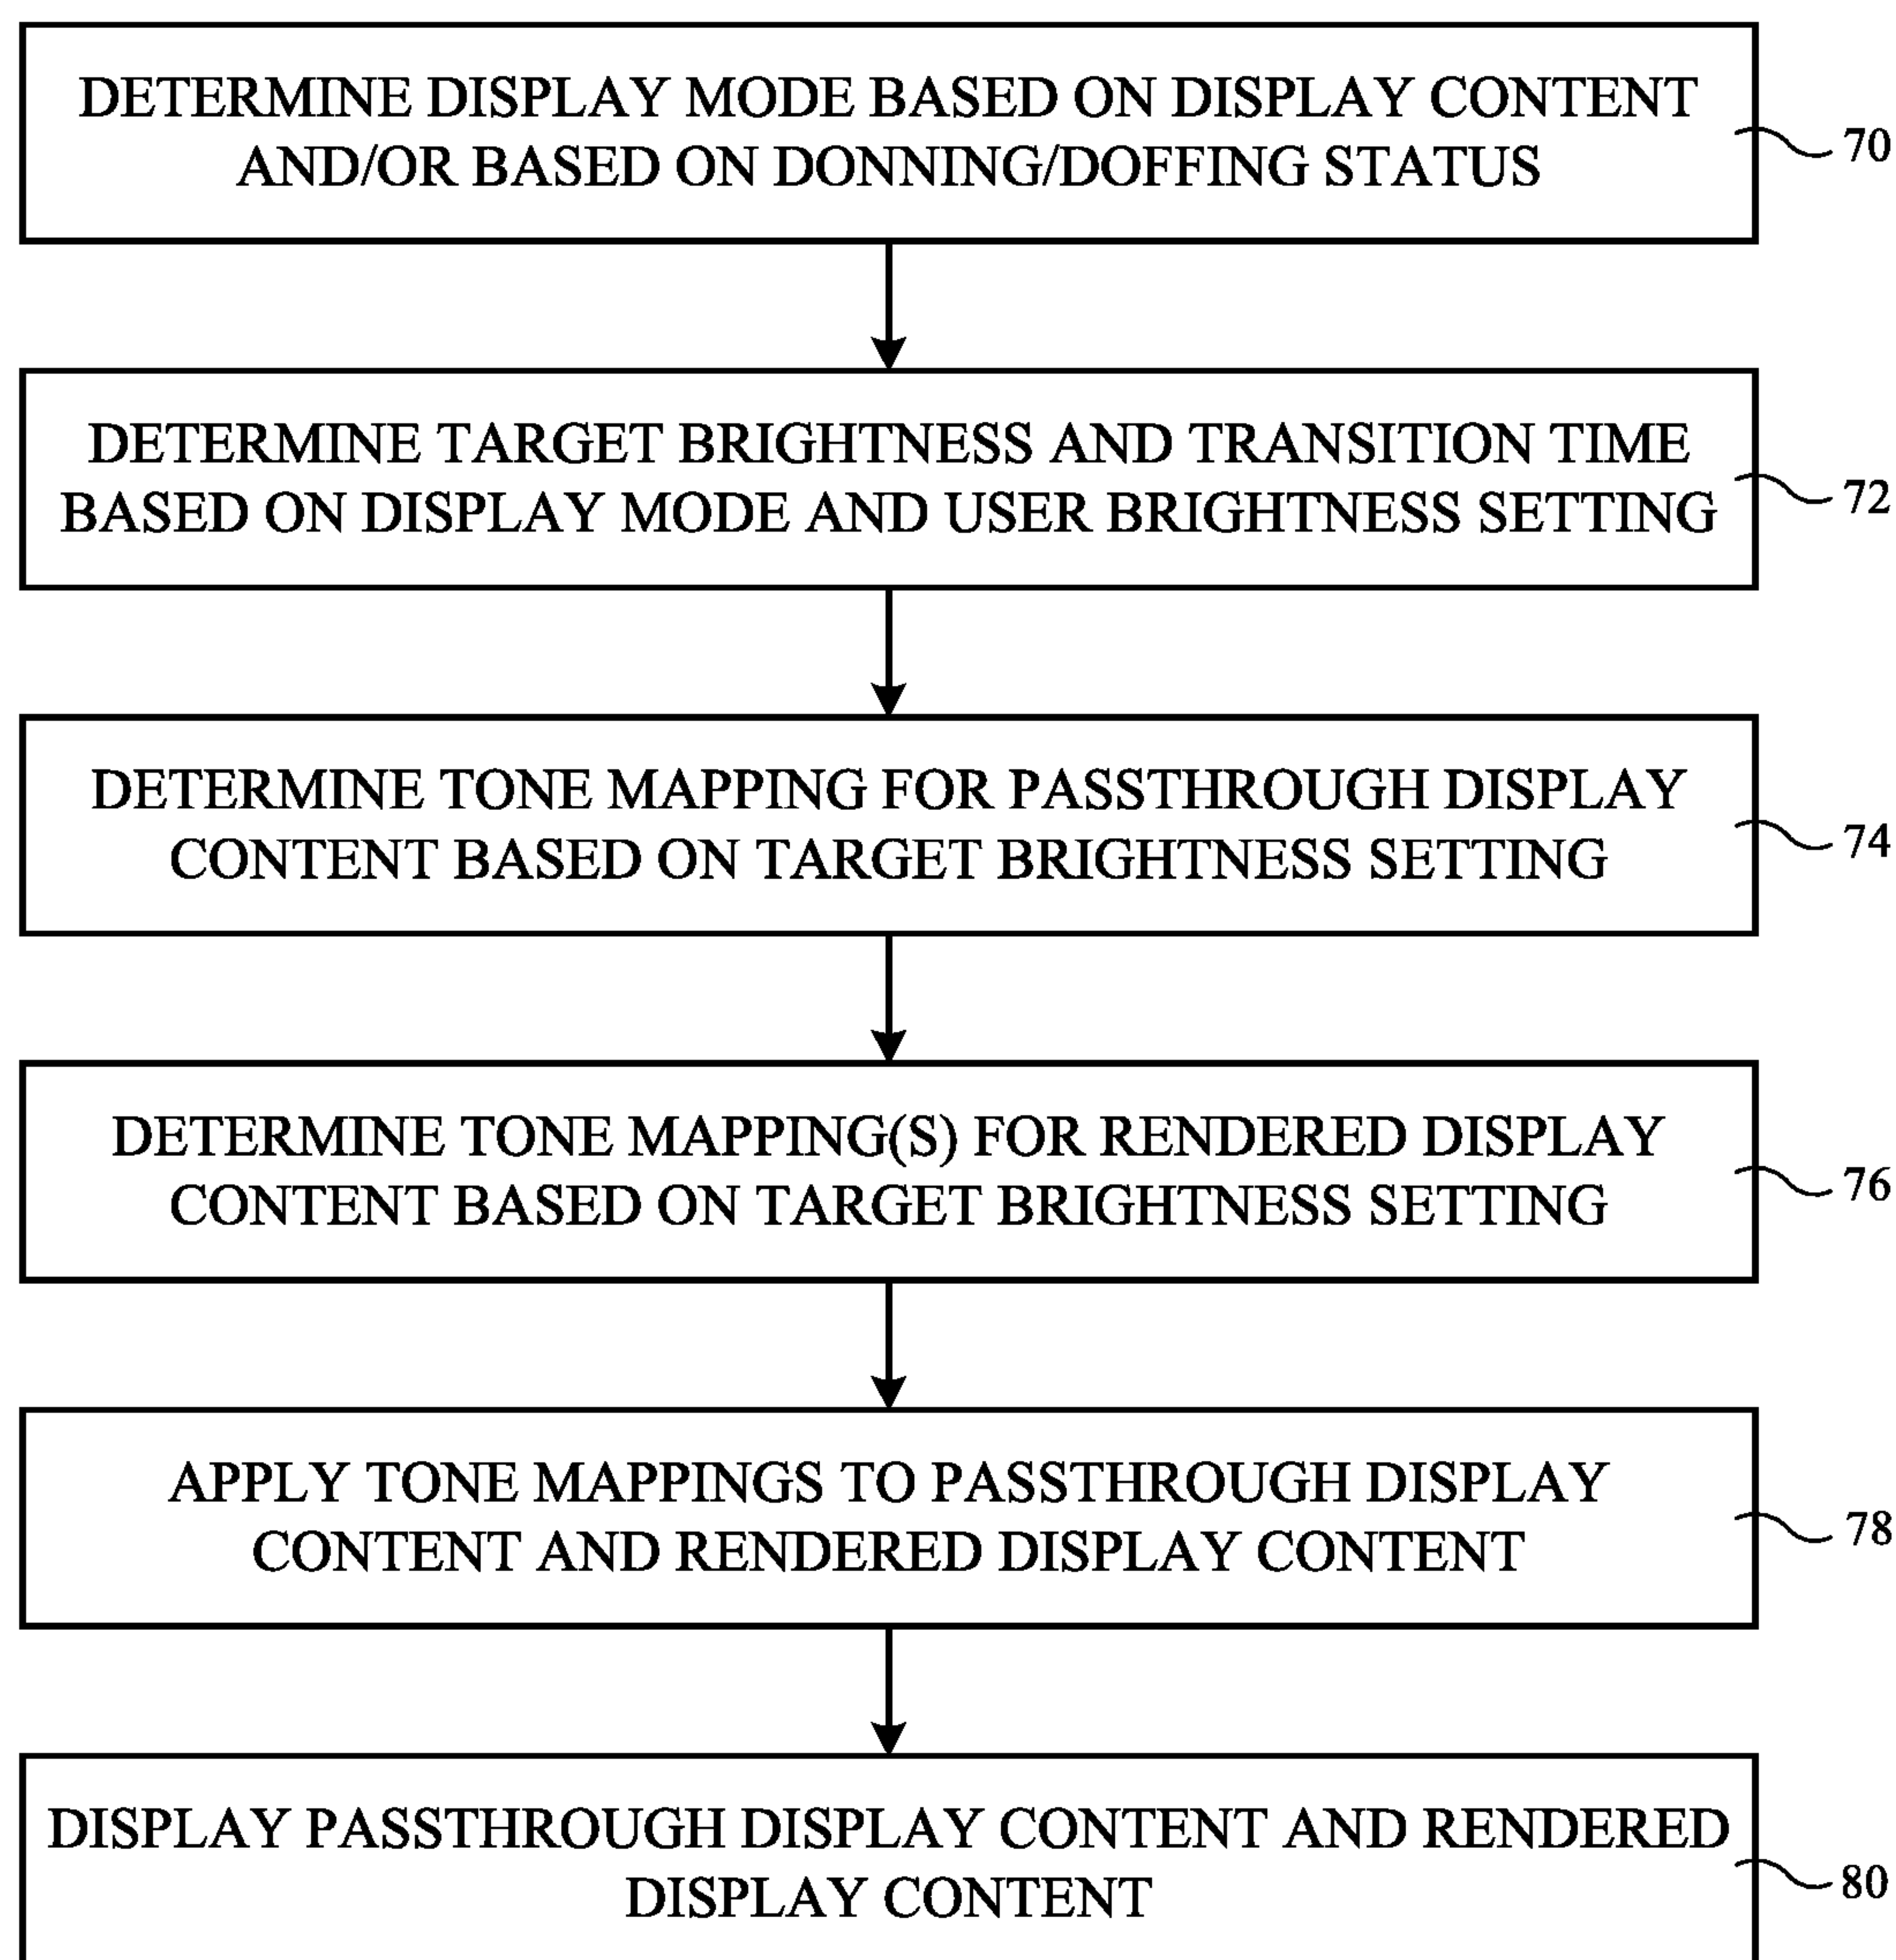 DETERMINE DISPLAY MODE BASED ON DISPLAY CONTENT
AND/OR BASED ON DONNING/DOFFING STATUS
70
DETERMINE TARGET BRIGHTNESS AND TRANSITION TIME
BASED ON DISPLAY MODE AND USER BRIGHTNESS SETTING
72
DETERMINE TONE MAPPING FOR PASSTHROUGH DISPLAY
CONTENT BASED ON TARGET BRIGHTNESS SETTING
74
DETERMINE TONE MAPPING(S) FOR RENDERED DISPLAY
CONTENT BASED ON TARGET BRIGHTNESS SETTING
76
APPLY TONE MAPPINGS TO PASSTHROUGH DISPLAY
CONTENT AND RENDERED DISPLAY CONTENT
78
DISPLAY PASSTHROUGH DISPLAY CONTENT AND RENDERED
DISPLAY CONTENT
80